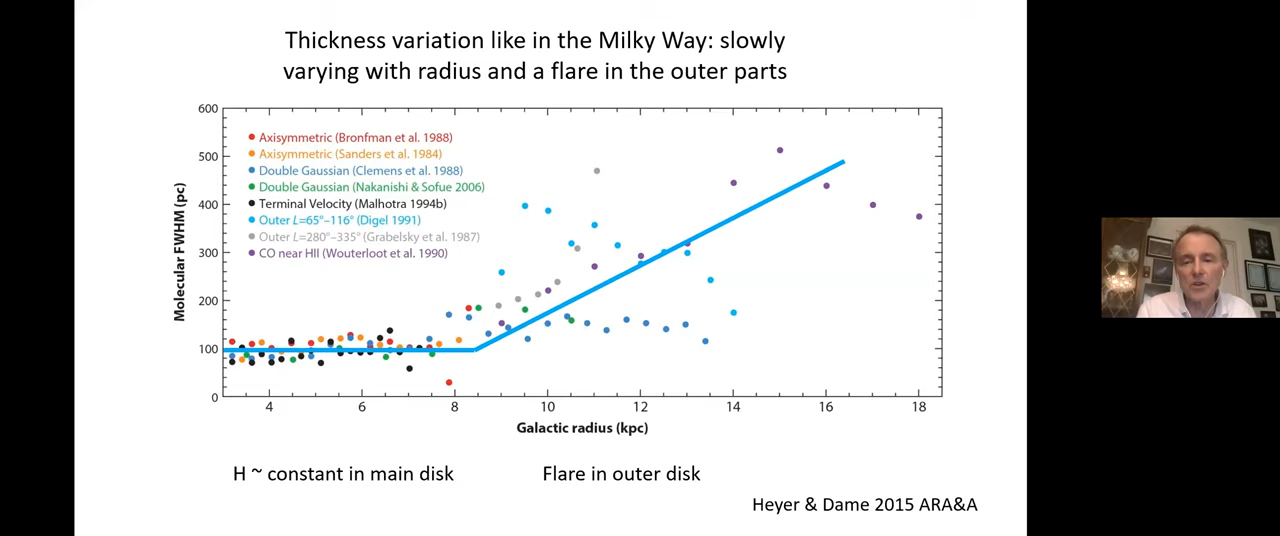 Thickness variation like in the Milky Way: slowly
varying with radius and a flare in the outer parts
600
500
400
300
200
100
0
Molecular FWHM (pc)
Axisymmetric (Bronfman et al. 1988)
Axisymmetric (Sanders et al. 1984)
Double Gaussian (Clemens et al. 1988)
Double Gaussian (Nakanishi & Sofue 2006)
Terminal Velocity (Malhotra 1994b)
Outer L=65°–116° (Digel 1991)
Outer L=280°–335° (Grabelsky et al. 1987)
CO near HII (Wouterloot et al. 1990)
4 6 8 10 12 14 16 18
Galactic radius (kpc)
H ~ constant in main disk
Flare in outer disk
Heyer & Dame 2015 ARA&A